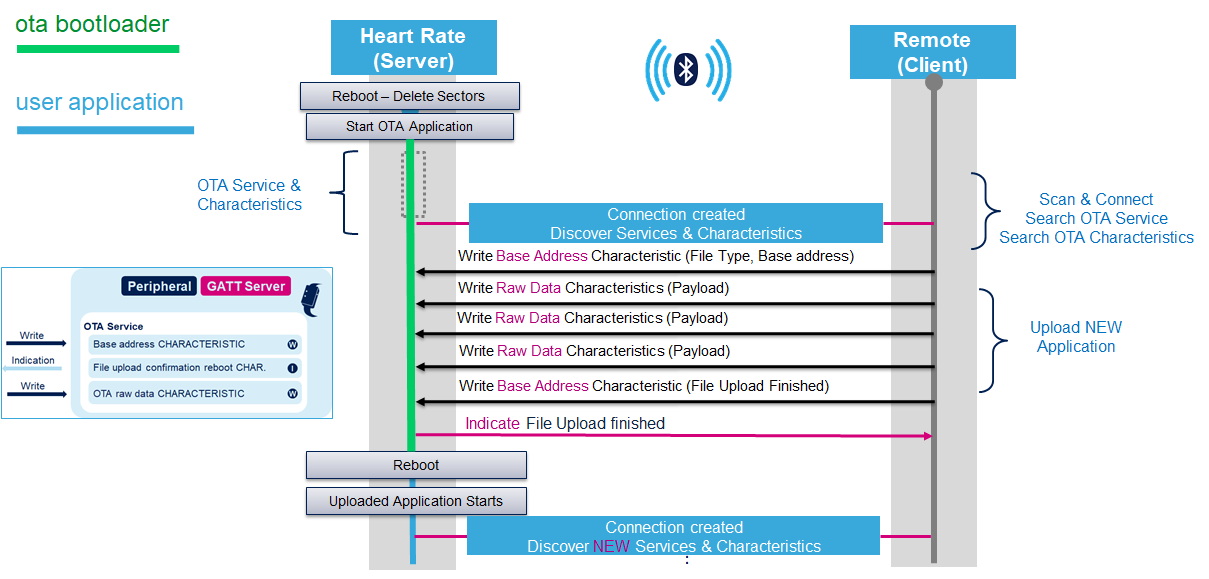 ota bootloader
user application
Heart Rate
(Server)
Remote
(Client)
Reboot – Delete Sectors
Start OTA Application
OTA Service &
Characteristics
Connection created
Discover Services & Characteristics
Scan & Connect
Search OTA Service
Search OTA Characteristics
Write Base Address Characteristic (File Type, Base address)
Write Raw Data Characteristics (Payload)
Write Raw Data Characteristics (Payload)
Write Raw Data Characteristics (Payload)
Write Base Address Characteristic (File Upload Finished)
Indicate File Upload finished
Upload NEW
Application
Peripheral
GATT Server
OTA Service
Write
Base address CHARACTERISTIC
W
Indication
File upload confirmation reboot CHAR.
I
Write
OTA raw data CHARACTERISTIC
W
Reboot
Uploaded Application Starts
Connection created
Discover NEW Services & Characteristics
: